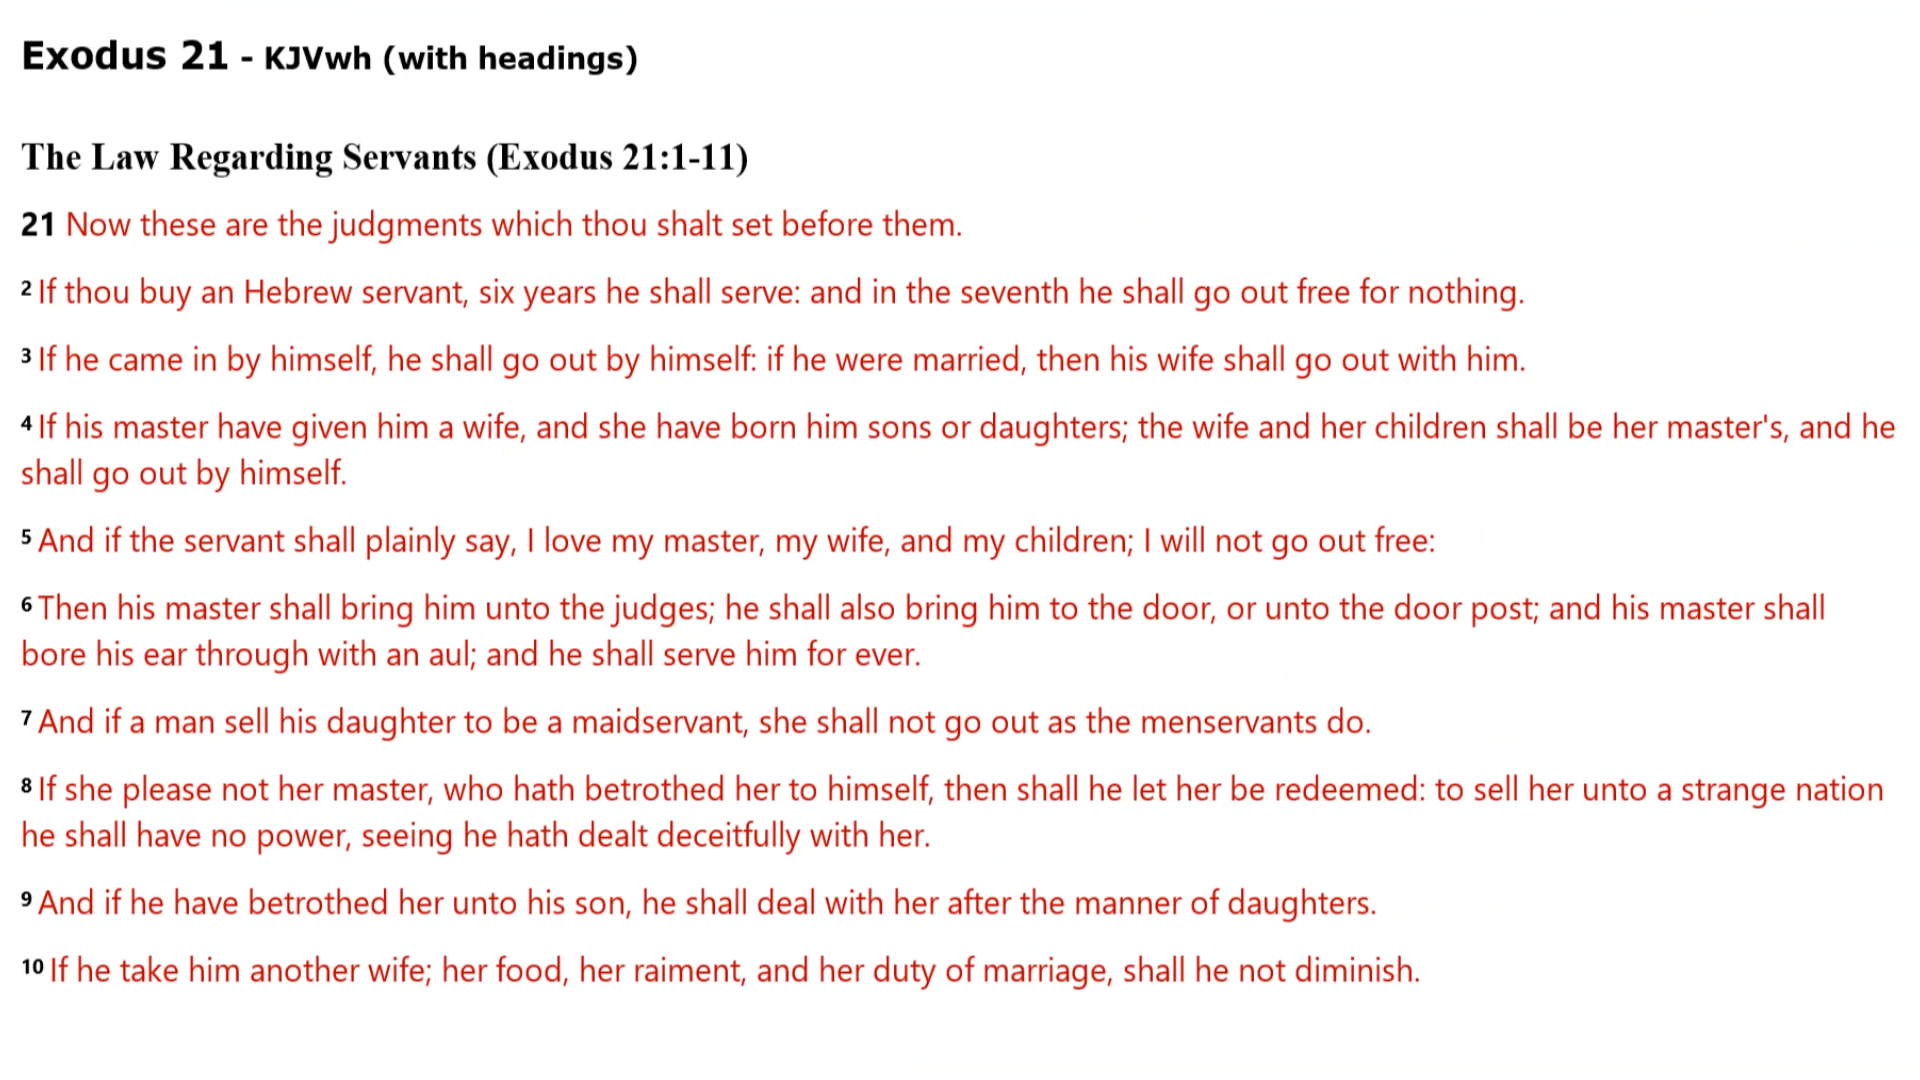 Exodus 21 - KJVwh (with headings)
The Law Regarding Servants (Exodus 21:1-11)
21 Now these are the judgments which thou shalt set before them.
2 If thou buy an Hebrew servant, six years he shall serve: and in the seventh he shall go out free for nothing.
3 If he came in by himself, he shall go out by himself: if he were married, then his wife shall go out with him.
4 If his master have given him a wife, and she have born him sons or daughters; the wife and her children shall be her master's, and he
shall go out by himself.
5 And if the servant shall plainly say, I love my master, my wife, and my children; I will not go out free:
6 Then his master shall bring him unto the judges; he shall also bring him to the door, or unto the door post; and his master shall
bore his ear through with an aul; and he shall serve him for ever.
7 And if a man sell his daughter to be a maidservant, she shall not go out as the menservants do.
8 If she please not her master, who hath betrothed her to himself, then shall he let her be redeemed: to sell her unto a strange nation
he shall have no power, seeing he hath dealt deceitfully with her.
9 And if he have betrothed her unto his son, he shall deal with her after the manner of daughters.
10 If he take him another wife; her food, her raiment, and her duty of marriage, shall he not diminish.